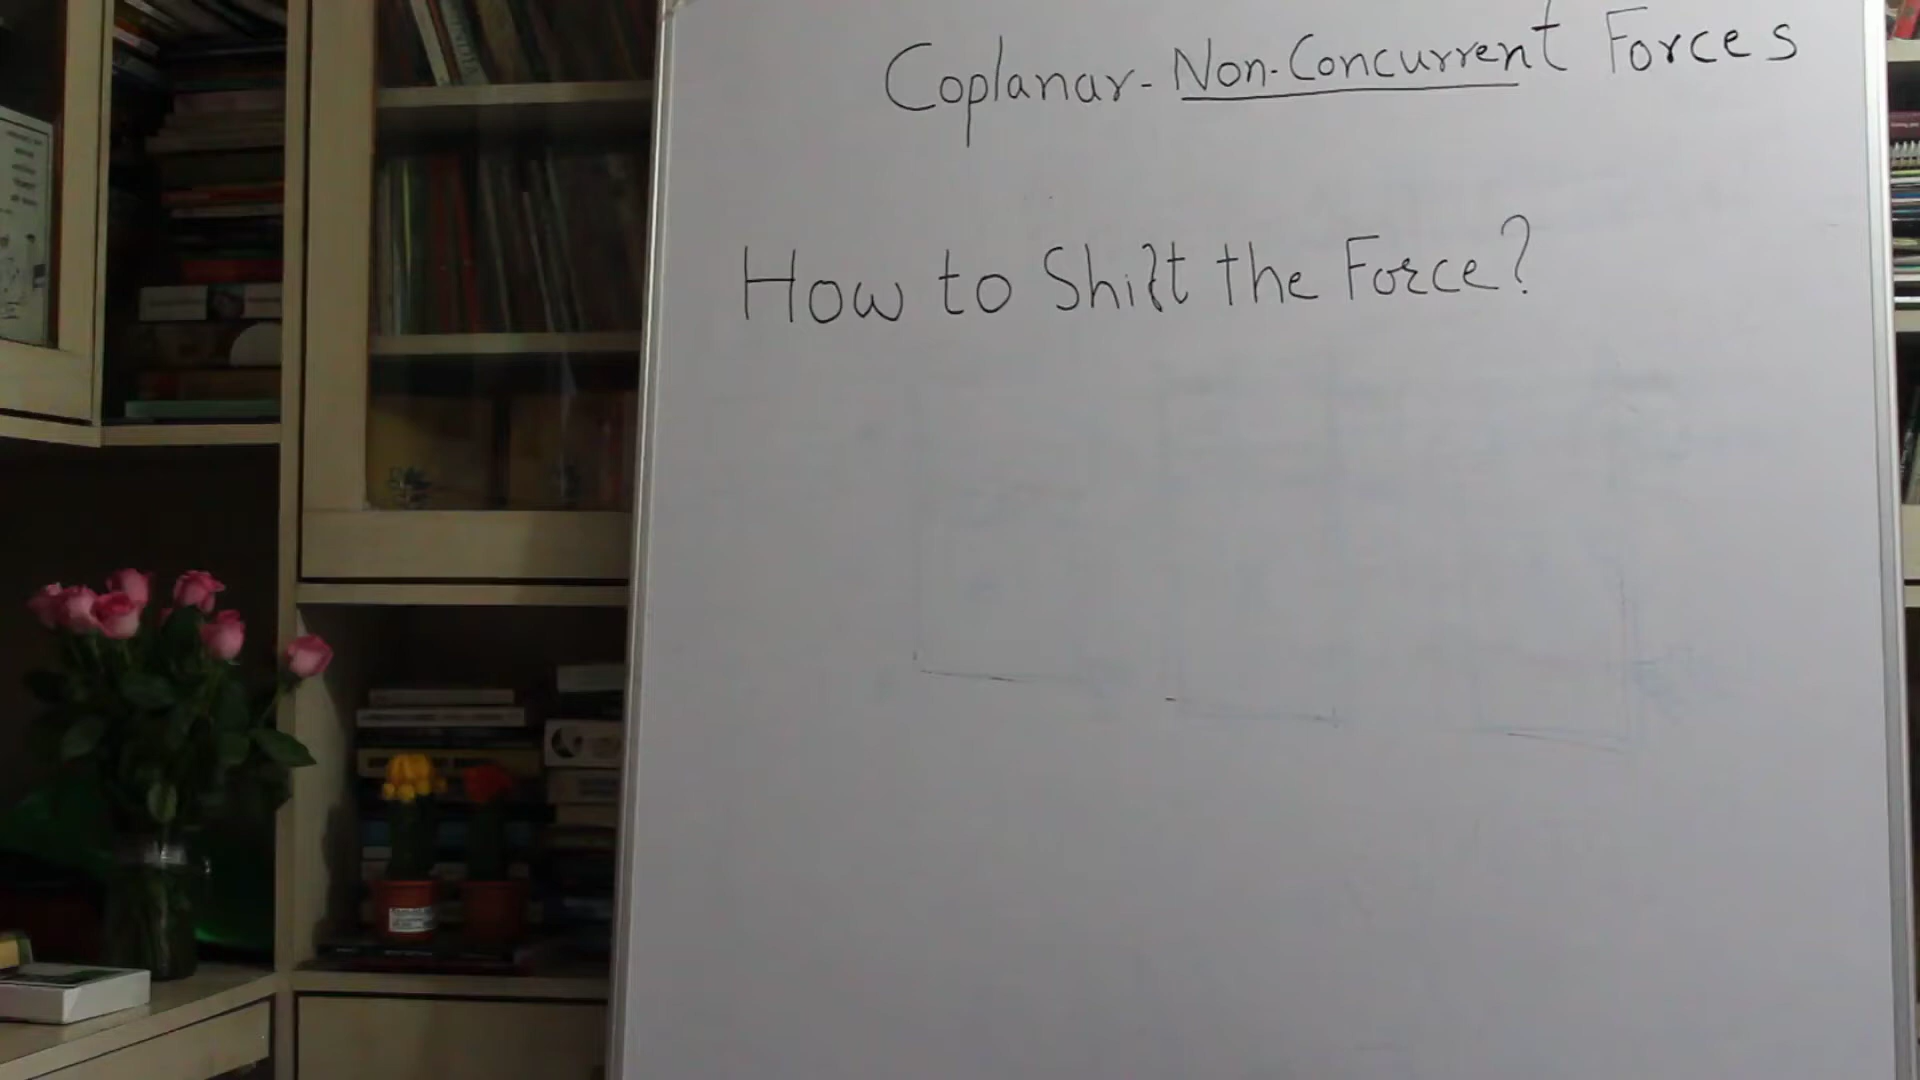 Coplanar-Non-Concurrent Forces
How to Shift the Force?